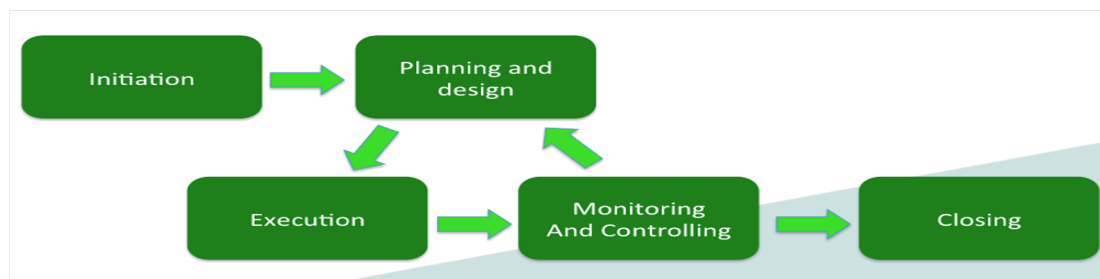 Initiation
Planning and
design
Execution
Monitoring
And Controlling
Closing